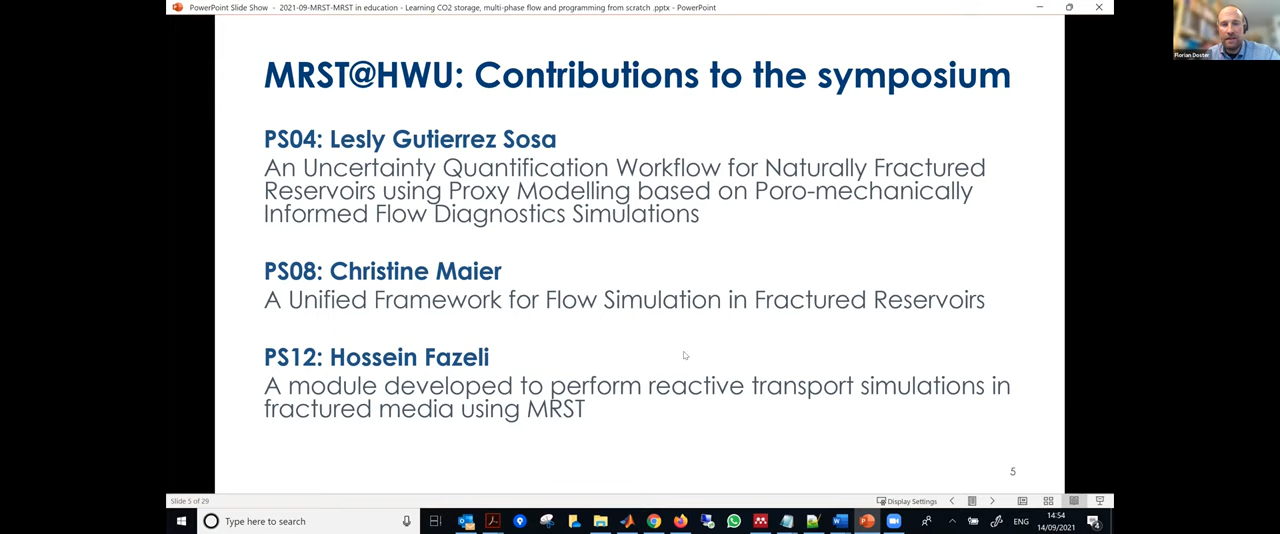 PowerPoint Slide Show - 2021-09-MRST-MRST in education - Learning CO2 storage, multi-phase flow and programming from scratch .pptx - PowerPoint
Florian Doster
MRST@HWU: Contributions to the symposium
PS04: Lesly Gutierrez Sosa
An Uncertainty Quantification Workflow for Naturally Fractured
Reservoirs using Proxy Modelling based on Poro-mechanically
Informed Flow Diagnostics Simulations
PS08: Christine Maier
A Unified Framework for Flow Simulation in Fractured Reservoirs
PS12: Hossein Fazeli
A module developed to perform reactive transport simulations in
fractured media using MRST
5
Slide 5 of 29
Display Settings
Type here to search
ENG
14:54
14/09/2021
4